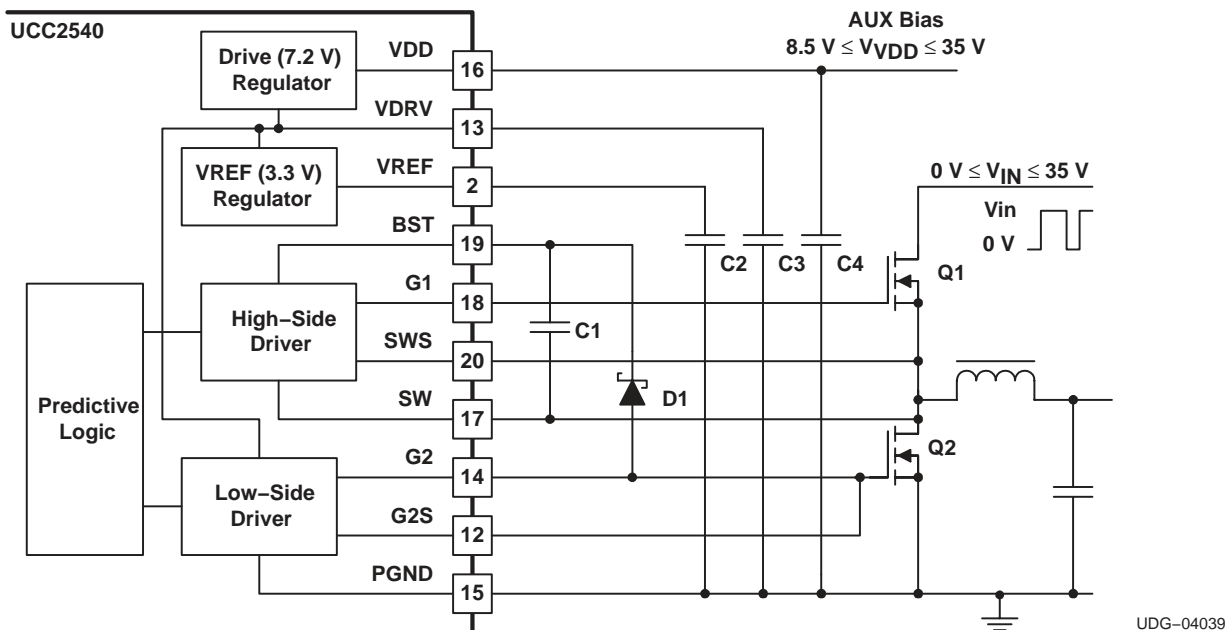 UCC2540
AUX Bias
8.5 V ≤ VVDD ≤ 35 V
Drive (7.2 V)
Regulator
VDD
16
VDRV
13
VREF (3.3 V)
Regulator
VREF
2
0 V ≤ VIN ≤ 35 V
Vin
0 V
BST
19
C2
C3
C4
Q1
G1
18
High−Side
Driver
C1
SWS
20
Predictive
Logic
SW
17
D1
G2
14
Q2
Low−Side
Driver
G2S
12
PGND
15
UDG−04039